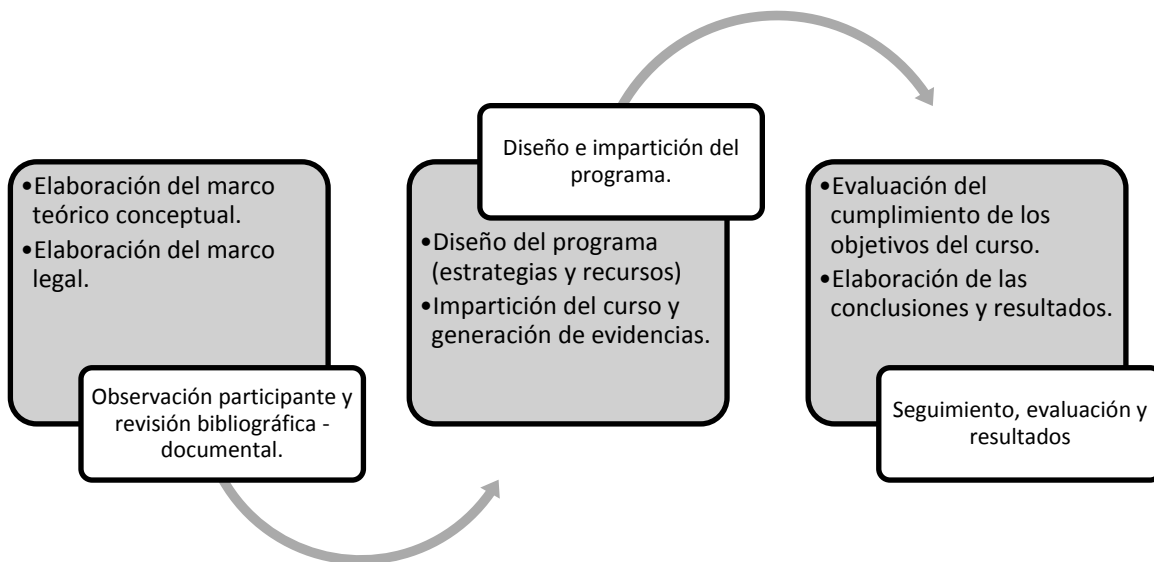 •Elaboración del marco
teórico conceptual.
•Elaboración del marco
legal.
Observación participante y
revisión bibliográfica -
documental.
Diseño e impartición del
programa.
•Diseño del programa
(estrategias y recursos)
•Impartición del curso y
generación de evidencias.
•Evaluación del
cumplimiento de los
objetivos del curso.
•Elaboración de las
conclusiones y resultados.
Seguimiento, evaluación y
resultados